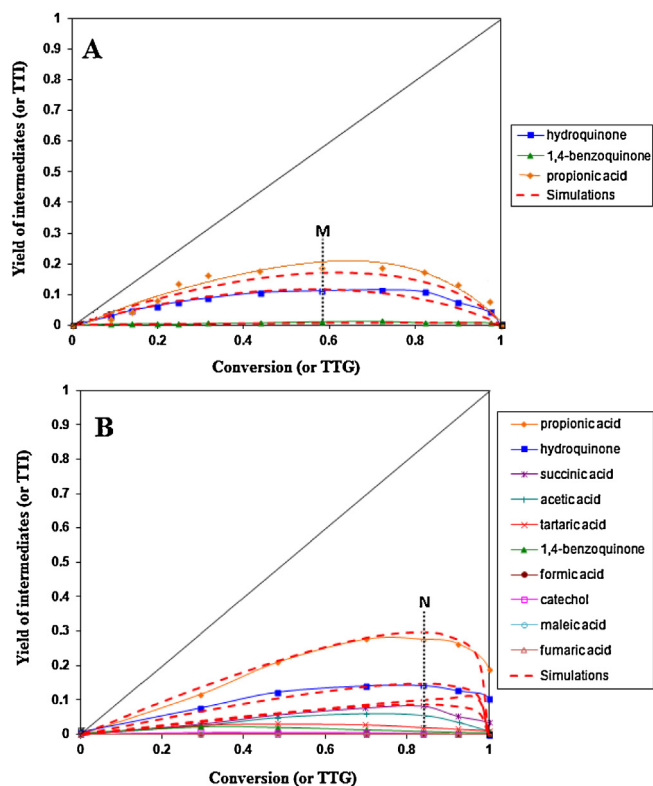 A
Yield of intermediates (or TTI)
1
0.9
0.8
0.7
0.6
0.5
0.4
0.3
0.2
0.1
0
M
0 0.2 0.4 0.6 0.8 1
Conversion (or TTG)
hydroquinone
1,4-benzoquinone
propionic acid
Simulations
B
Yield of intermediates (or TTI)
1
0.9
0.8
0.7
0.6
0.5
0.4
0.3
0.2
0.1
0
N
0 0.2 0.4 0.6 0.8 1
Conversion (or TTG)
propionic acid
hydroquinone
succinic acid
acetic acid
tartaric acid
1,4-benzoquinone
formic acid
catechol
maleic acid
fumaric acid
Simulations